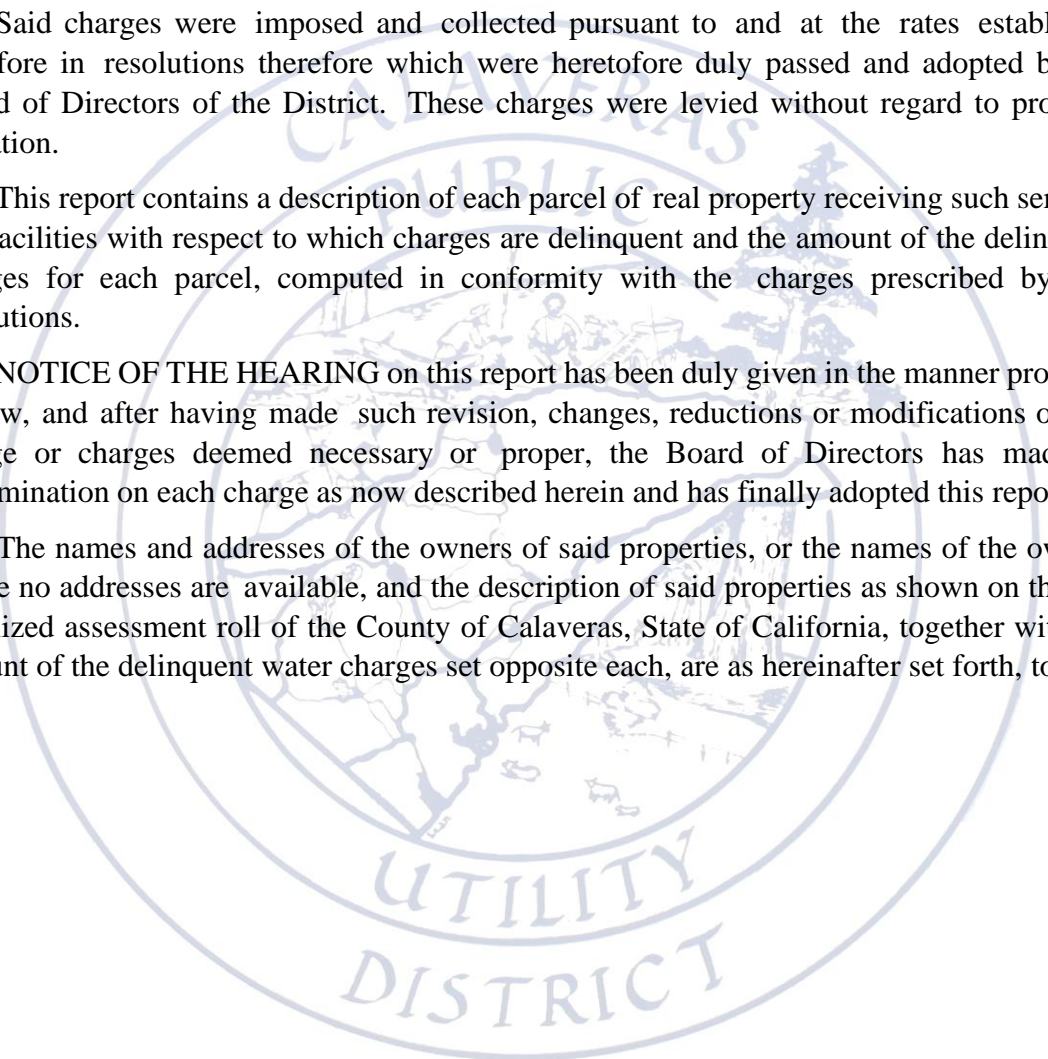 Said charges were imposed and collected pursuant to and at the rates establ
fore in resolutions therefore which were heretofore duly passed and adopted b
d of Directors of the District. These charges were levied without regard to pro
ation.
This report contains a description of each parcel of real property receiving such ser
acilities with respect to which charges are delinquent and the amount of the delin
ges for each parcel, computed in conformity with the charges prescribed by
utions.
NOTICE OF THE HEARING on this report has been duly given in the manner pro
w, and after having made such revision, changes, reductions or modifications o
ge or charges deemed necessary or proper, the Board of Directors has mad
mination on each charge as now described herein and has finally adopted this repo
The names and addresses of the owners of said properties, or the names of the ow
e no addresses are available, and the description of said properties as shown on th
lized assessment roll of the County of Calaveras, State of California, together wit
unt of the delinquent water charges set opposite each, are as hereinafter set forth, to
CALAVERAS
PUBLIC
UTILITY
DISTRICT